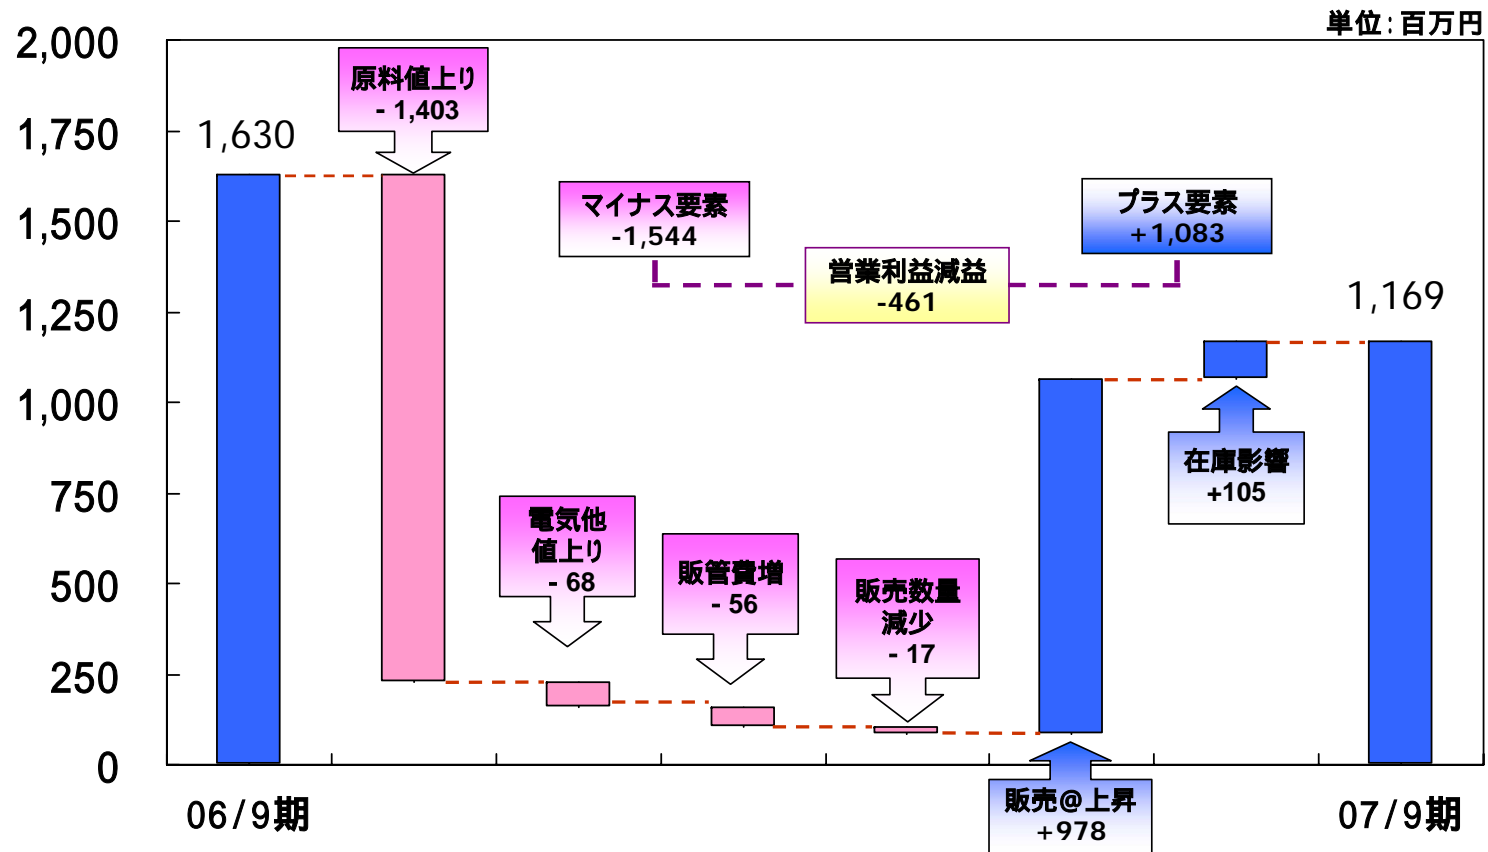 単位:百万円
2,000
1,750
1,500
1,250
1,000
750
500
250
0
1,630
原料値上り
- 1,403
マイナス要素
-1,544
営業利益減益
-461
プラス要素
+1,083
1,169
電気他
値上り
- 68
販管費増
- 56
販売数量
減少
- 17
在庫影響
+105
販売@上昇
+978
06/9期
07/9期